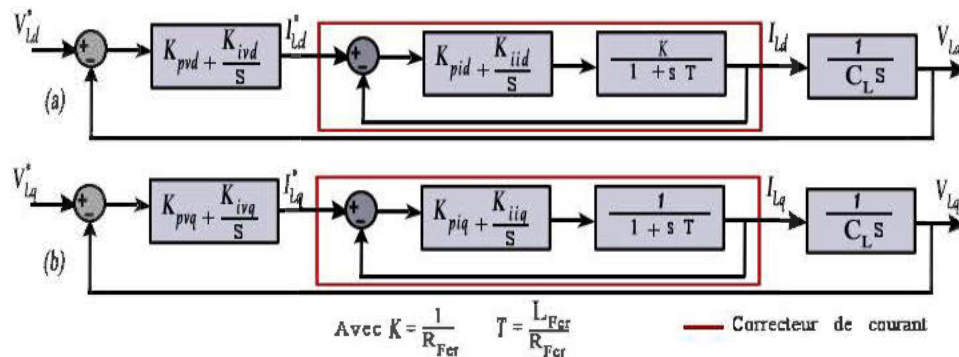 V*Ld + − Kpvd + Kivd/S I*Ld + − Kpid + Kiid/S K/(1 + s T) ILd 1/(CL S) VLd
(a)
V*Lq + − Kpvq + Kivq/S I*Lq + − Kpiq + Kiiq/S 1/(1 + s T) ILq 1/(CL S) VLq
(b)
Avec K = 1/RFer T = LFer/RFer Correcteur de courant